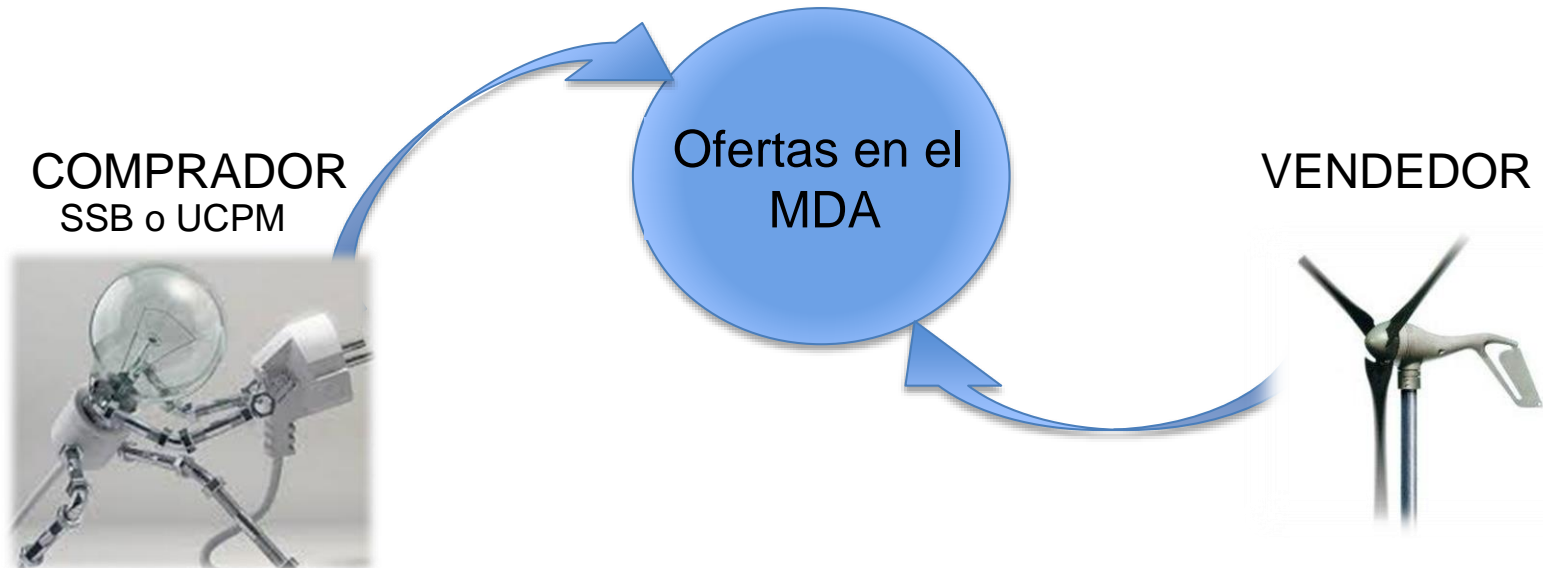 COMPRADOR
SSB o UCPM
Ofertas en el
MDA
VENDEDOR